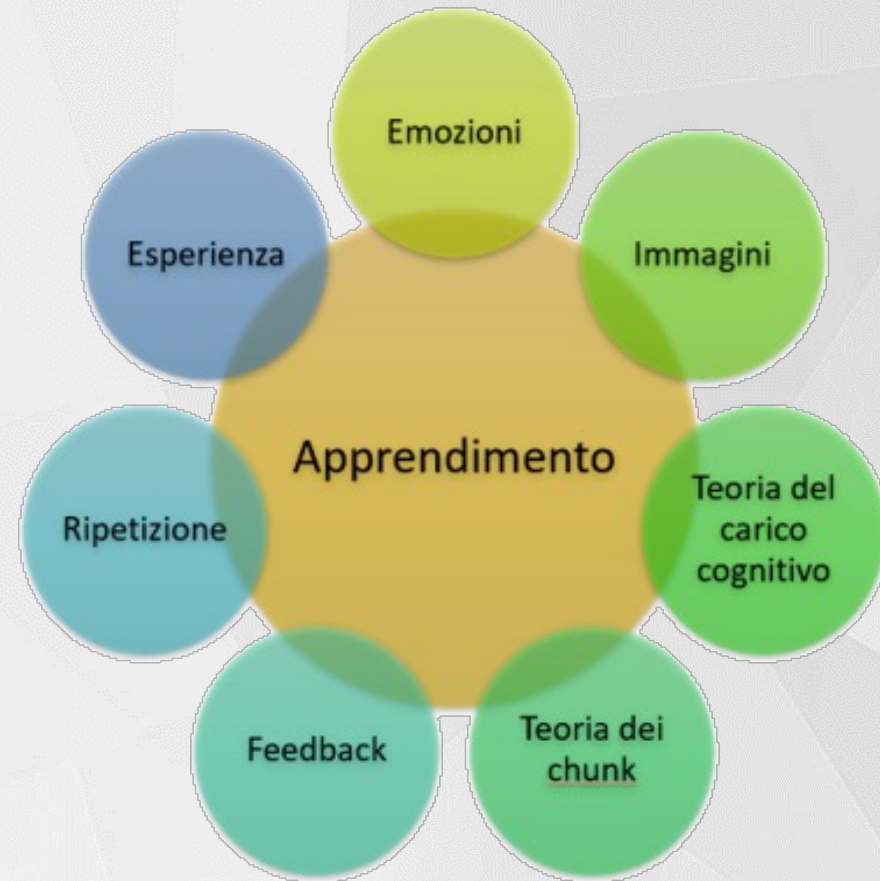 Emozioni
Esperienza
Immagini
Apprendimento
Teoria del
carico
cognitivo
Ripetizione
Feedback
Teoria dei
chunk